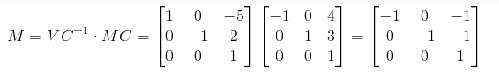 M = VC⁻¹ · MC = [1 0 −5; 0 1 2; 0 0 1] [−1 0 4; 0 1 3; 0 0 1] = [−1 0 −1; 0 1 1; 0 0 1]